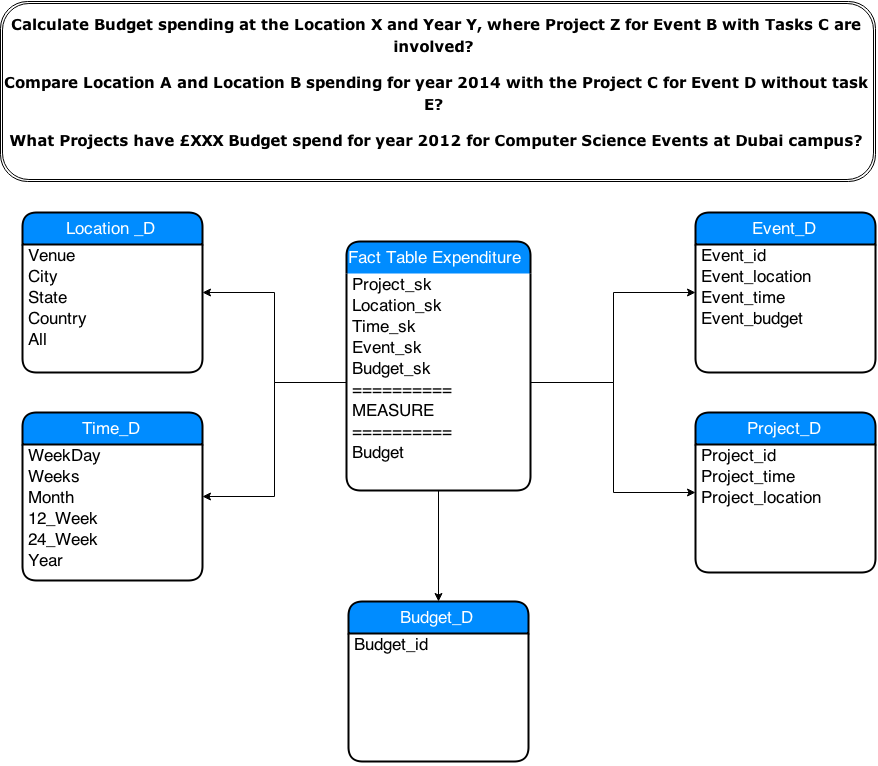 Calculate Budget spending at the Location X and Year Y, where Project Z for Event B with Tasks C are
involved?
Compare Location A and Location B spending for year 2014 with the Project C for Event D without task
E?
What Projects have £XXX Budget spend for year 2012 for Computer Science Events at Dubai campus?
Location _D
Venue
City
State
Country
All
Fact Table Expenditure
Project_sk
Location_sk
Time_sk
Event_sk
Budget_sk
==========
MEASURE
==========
Budget
Event_D
Event_id
Event_location
Event_time
Event_budget
Time_D
WeekDay
Weeks
Month
12_Week
24_Week
Year
Project_D
Project_id
Project_time
Project_location
Budget_D
Budget_id